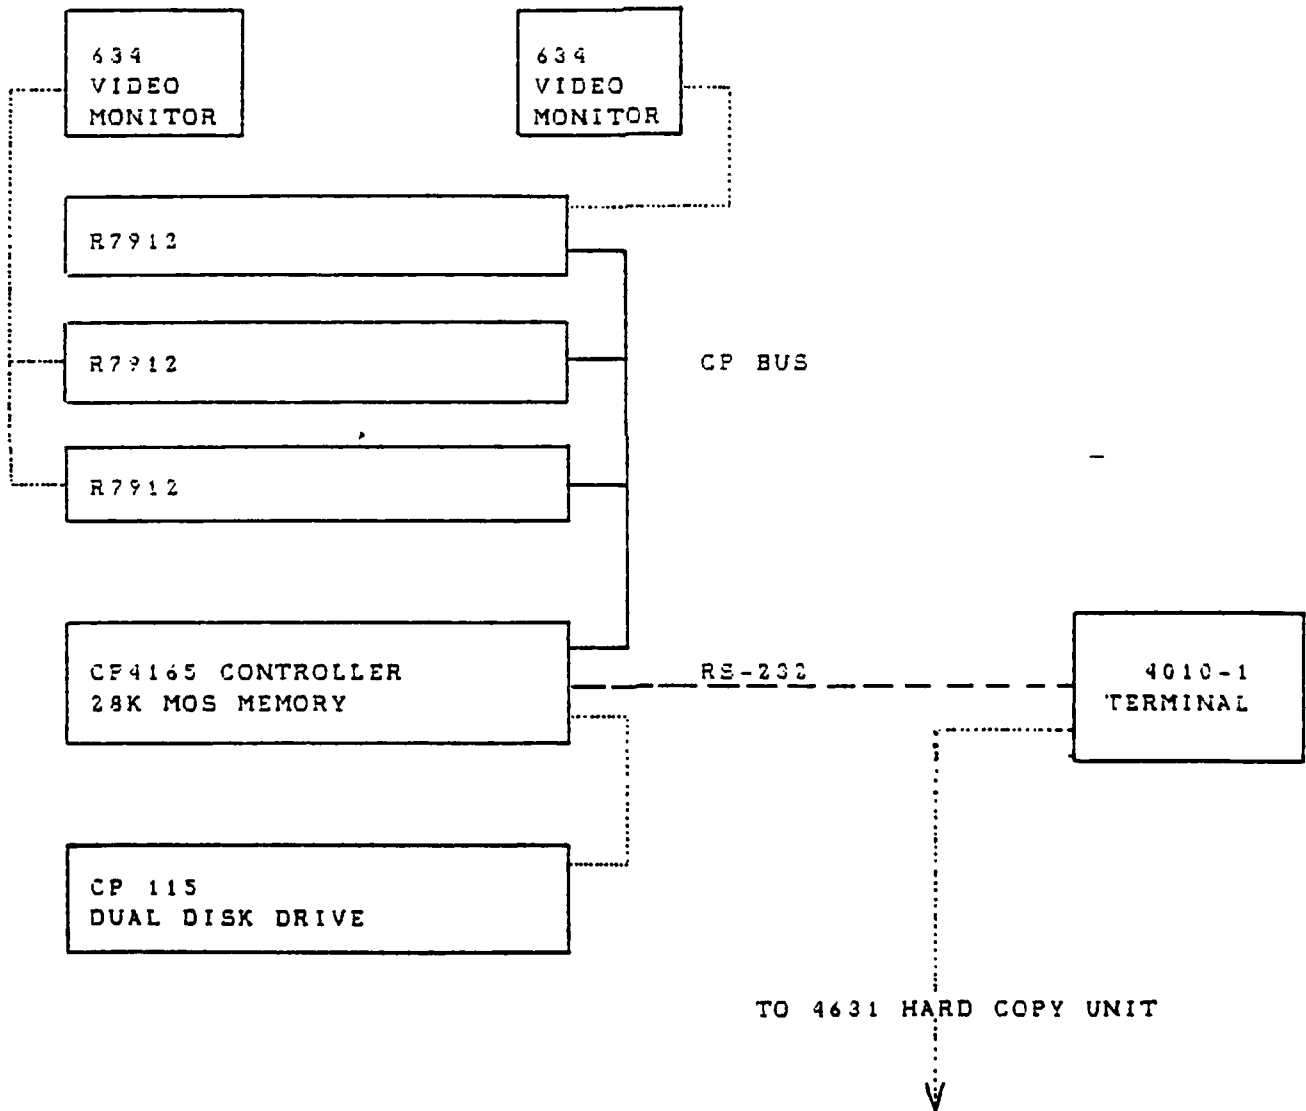 634
VIDEO
MONITOR
634
VIDEO
MONITOR
R7912
R7912
CP BUS
R7912
CP4165 CONTROLLER
28K MOS MEMORY
RS-232
4010-1
TERMINAL
CP 115
DUAL DISK DRIVE
TO 4631 HARD COPY UNIT